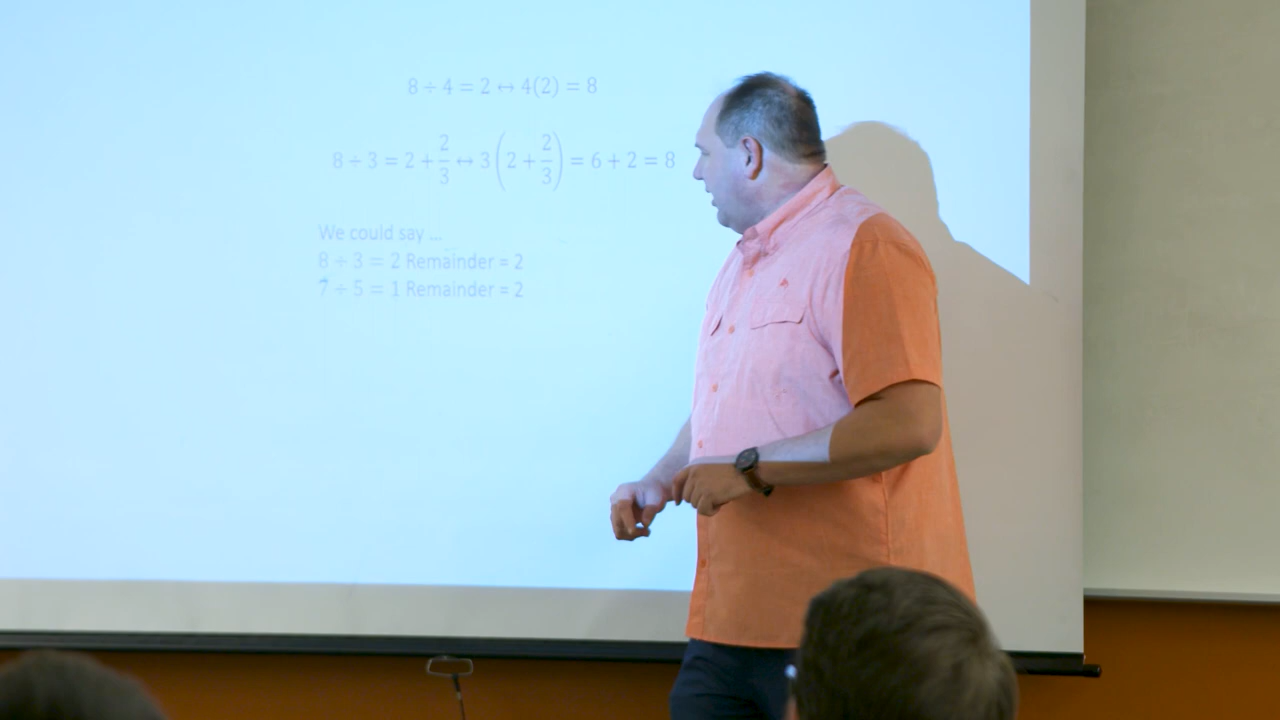 8 ÷ 4 = 2 ↔ 4(2) = 8
8 ÷ 3 = 2 + 2/3 ↔ 3(2 + 2/3) = 6 + 2 = 8
We could say ...
8 ÷ 3 = 2 Remainder = 2
7 ÷ 5 = 1 Remainder = 2